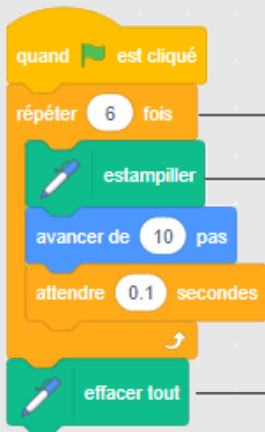 quand est cliqué
répéter 6 fois
estampiller
avancer de 10 pas
attendre 0.1 secondes
effacer tout